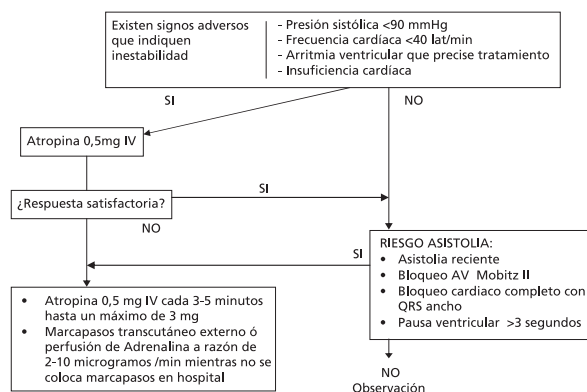 Existen signos adversos
que indiquen
inestabilidad
- Presión sistólica <90 mmHg
- Frecuencia cardíaca <40 lat/min
- Arritmia ventricular que precise tratamiento
- Insuficiencia cardíaca
SI
NO
Atropina 0,5mg IV
¿Respuesta satisfactoria?
SI
NO
SI
RIESGO ASISTOLIA:
• Asistolia reciente
• Bloqueo AV Mobitz II
• Bloqueo cardiaco completo con
QRS ancho
• Pausa ventricular >3 segundos
• Atropina 0,5 mg IV cada 3-5 minutos
hasta un máximo de 3 mg
• Marcapasos transcutáneo externo ó
perfusión de Adrenalina a razón de
2-10 microgramos /min mientras no se
coloca marcapasos en hospital
NO
Observación